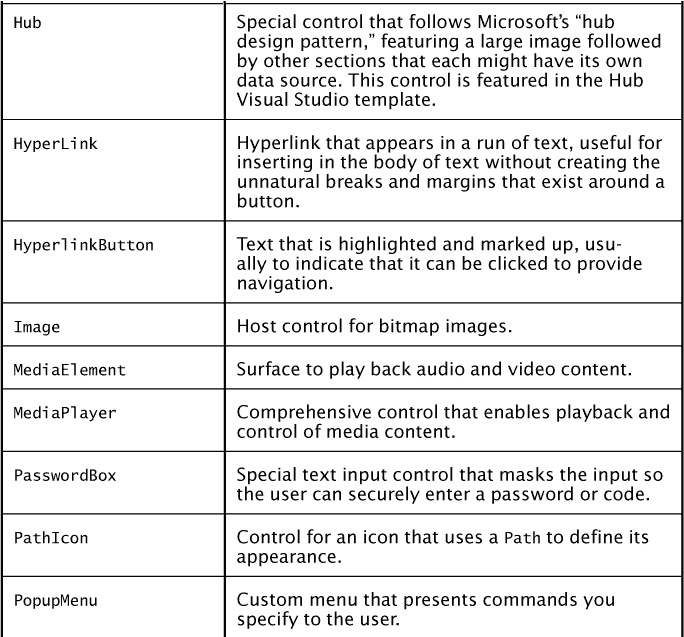 Hub
Special control that follows Microsoft’s “hub
design pattern,” featuring a large image followed
by other sections that each might have its own
data source. This control is featured in the Hub
Visual Studio template.
HyperLink
Hyperlink that appears in a run of text, useful for
inserting in the body of text without creating the
unnatural breaks and margins that exist around a
button.
HyperlinkButton
Text that is highlighted and marked up, usu-
ally to indicate that it can be clicked to provide
navigation.
Image
Host control for bitmap images.
MediaElement
Surface to play back audio and video content.
MediaPlayer
Comprehensive control that enables playback and
control of media content.
PasswordBox
Special text input control that masks the input so
the user can securely enter a password or code.
PathIcon
Control for an icon that uses a Path to define its
appearance.
PopupMenu
Custom menu that presents commands you
specify to the user.